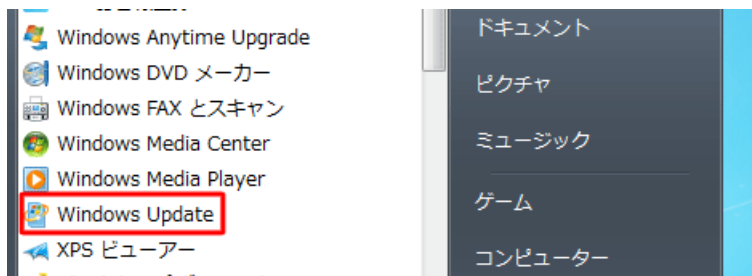 Windows Anytime Upgrade
Windows DVD メーカー
Windows FAX とスキャン
Windows Media Center
Windows Media Player
Windows Update
XPS ビューアー
ドキュメント
ピクチャ
ミュージック
ゲーム
コンピューター